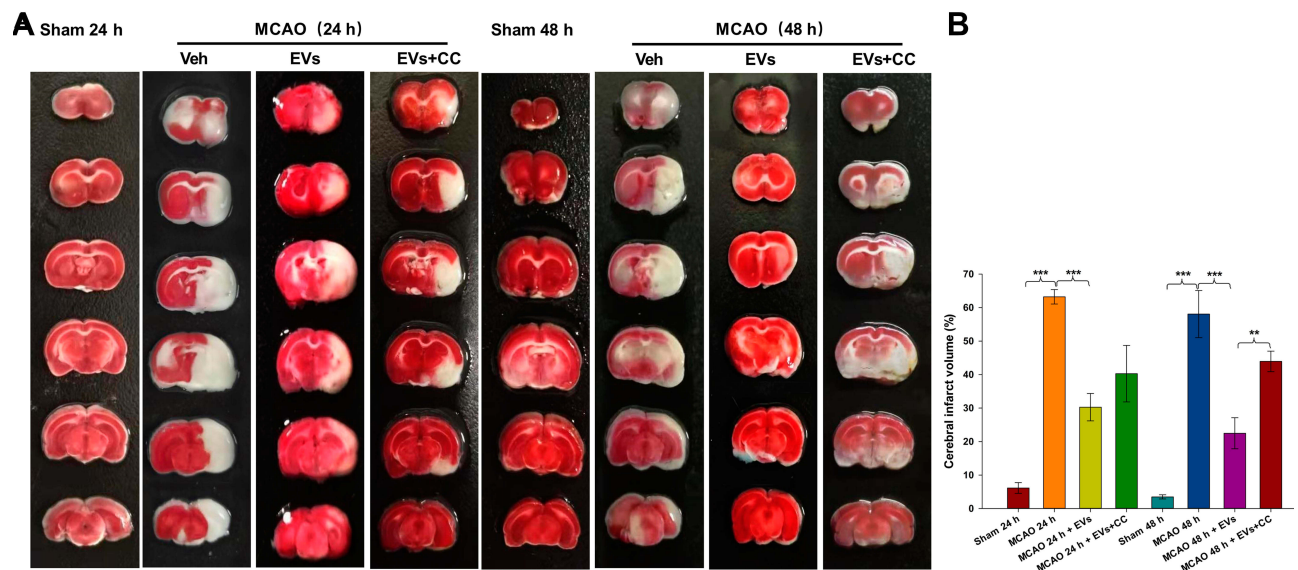 A
Sham 24 h
MCAO (24 h)
Veh
EVs
EVs+CC
Sham 48 h
MCAO (48 h)
Veh
EVs
EVs+CC
B
Cerebral infarct volume (%)
70
60
50
40
30
20
10
0
***
***
***
***
**
Sham 24 h
MCAO 24 h
MCAO 24 h + EVs
MCAO 24 h + EVs+CC
Sham 48 h
MCAO 48 h
MCAO 48 h + EVs
MCAO 48 h + EVs+CC